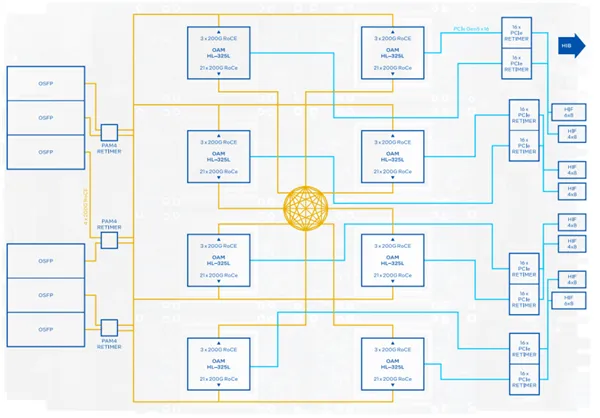 OSFP
OSFP
OSFP
OSFP
OSFP
OSFP
PAM4
RETIMER
4 x 200G RoCE
PAM4
RETIMER
PAM4
RETIMER
3 x 200G RoCE
OAM
HL-325L
21 x 200G RoCe
3 x 200G RoCE
OAM
HL-325L
21 x 200G RoCe
3 x 200G RoCE
OAM
HL-325L
21 x 200G RoCe
3 x 200G RoCE
OAM
HL-325L
21 x 200G RoCe
3 x 200G RoCE
OAM
HL-325L
21 x 200G RoCe
3 x 200G RoCE
OAM
HL-325L
21 x 200G RoCe
3 x 200G RoCE
OAM
HL-325L
21 x 200G RoCe
3 x 200G RoCE
OAM
HL-325L
21 x 200G RoCe
PCIe Gen5 x 16
16 x
PCIe
RETIMER
16 x
PCIe
RETIMER
16 x
PCIe
RETIMER
16 x
PCIe
RETIMER
16 x
PCIe
RETIMER
16 x
PCIe
RETIMER
16 x
PCIe
RETIMER
16 x
PCIe
RETIMER
HIB
HIF
4x8
HIF
4x8
HIF
4x8
HIF
4x8
HIF
4x8
HIF
4x8
HIF
4x8
HIF
4x8